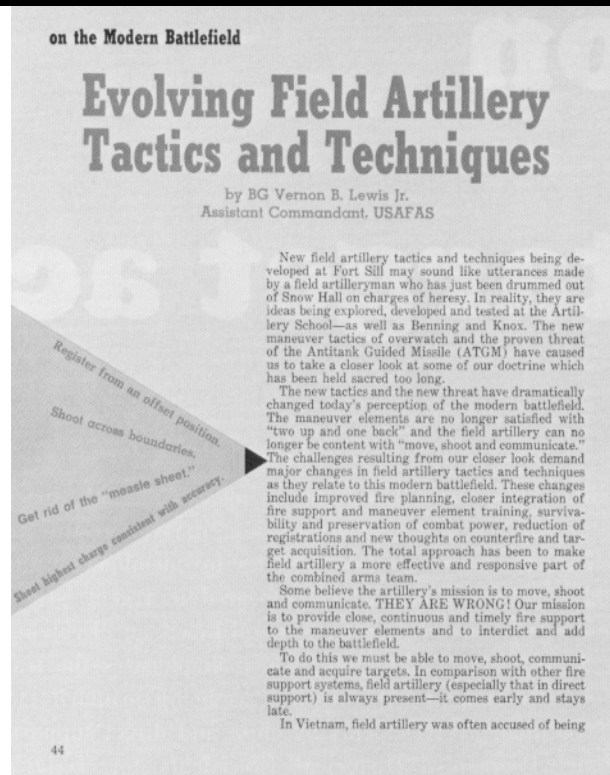 on the Modern Battlefield
Evolving Field Artillery
Tactics and Techniques
by BG Vernon B. Lewis Jr.
Assistant Commandant, USAFAS
New field artillery tactics and techniques being de-
veloped at Fort Sill may sound like utterances made
by a field artilleryman who has just been drummed out
of Snow Hall on charges of heresy. In reality, they are
ideas being explored, developed and tested at the Artil-
lery School—as well as Benning and Knox. The new
maneuver tactics of overwatch and the proven threat
of the Antitank Guided Missile (ATGM) have caused
us to take a closer look at some of our doctrine which
has been held sacred too long.
The new tactics and the new threat have dramatically
changed today's perception of the modern battlefield.
The maneuver elements are no longer satisfied with
"two up and one back" and the field artillery can no
longer be content with "move, shoot and communicate."
The challenges resulting from our closer look demand
major changes in field artillery tactics and techniques
as they relate to this modern battlefield. These changes
include improved fire planning, closer integration of
fire support and maneuver element training, surviva-
bility and preservation of combat power, reduction of
registrations and new thoughts on counterfire and tar-
get acquisition. The total approach has been to make
field artillery a more effective and responsive part of
the combined arms team.
Some believe the artillery's mission is to move, shoot
and communicate. THEY ARE WRONG! Our mission
is to provide close, continuous and timely fire support
to the maneuver elements and to interdict and add
depth to the battlefield.
To do this we must be able to move, shoot, communi-
cate and acquire targets. In comparison with other fire
support systems, field artillery (especially that in direct
support) is always present—it comes early and stays
late.
In Vietnam, field artillery was often accused of being
Register from an offset position.
Shoot across boundaries.
Get rid of the "measle sheet."
Shoot highest charge consistent with accuracy.
44